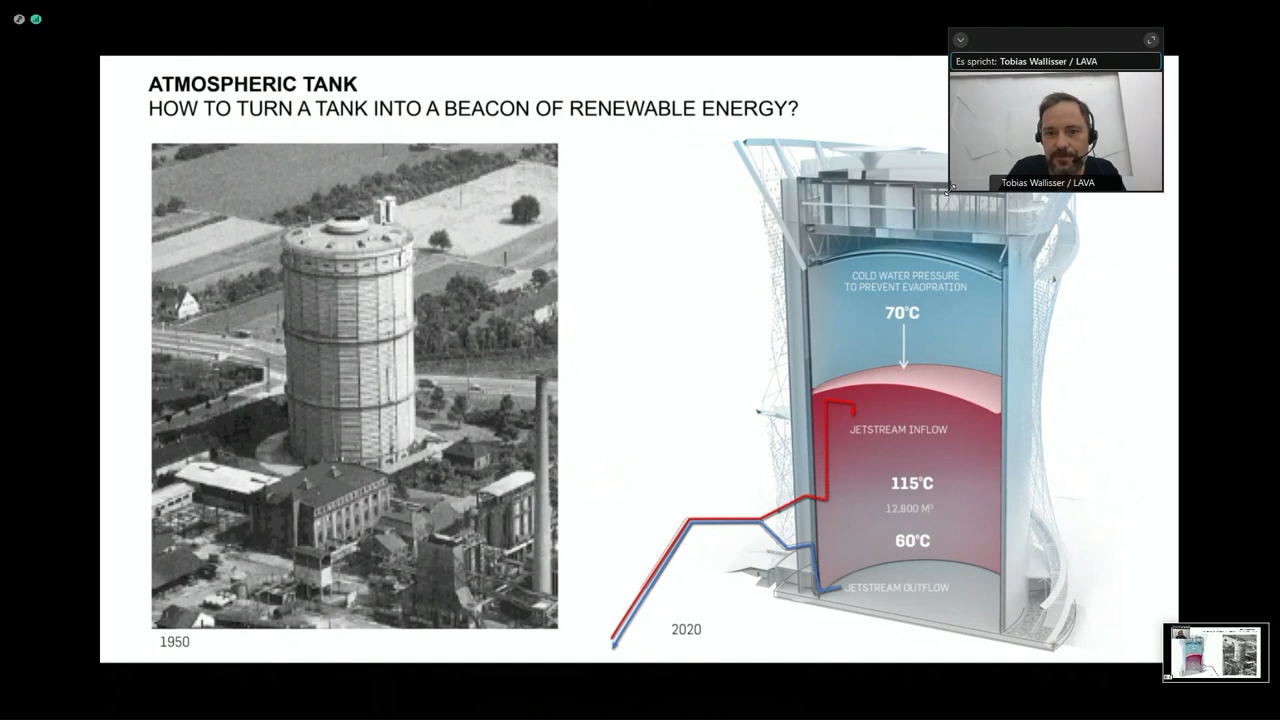 ATMOSPHERIC TANK
HOW TO TURN A TANK INTO A BEACON OF RENEWABLE ENERGY?
Es spricht: Tobias Wallisser / LAVA
Tobias Wallisser / LAVA
COLD WATER PRESSURE
TO PREVENT EVAOPRATION
70°C
JETSTREAM INFLOW
115°C
12,800 M³
60°C
JETSTREAM OUTFLOW
1950
2020